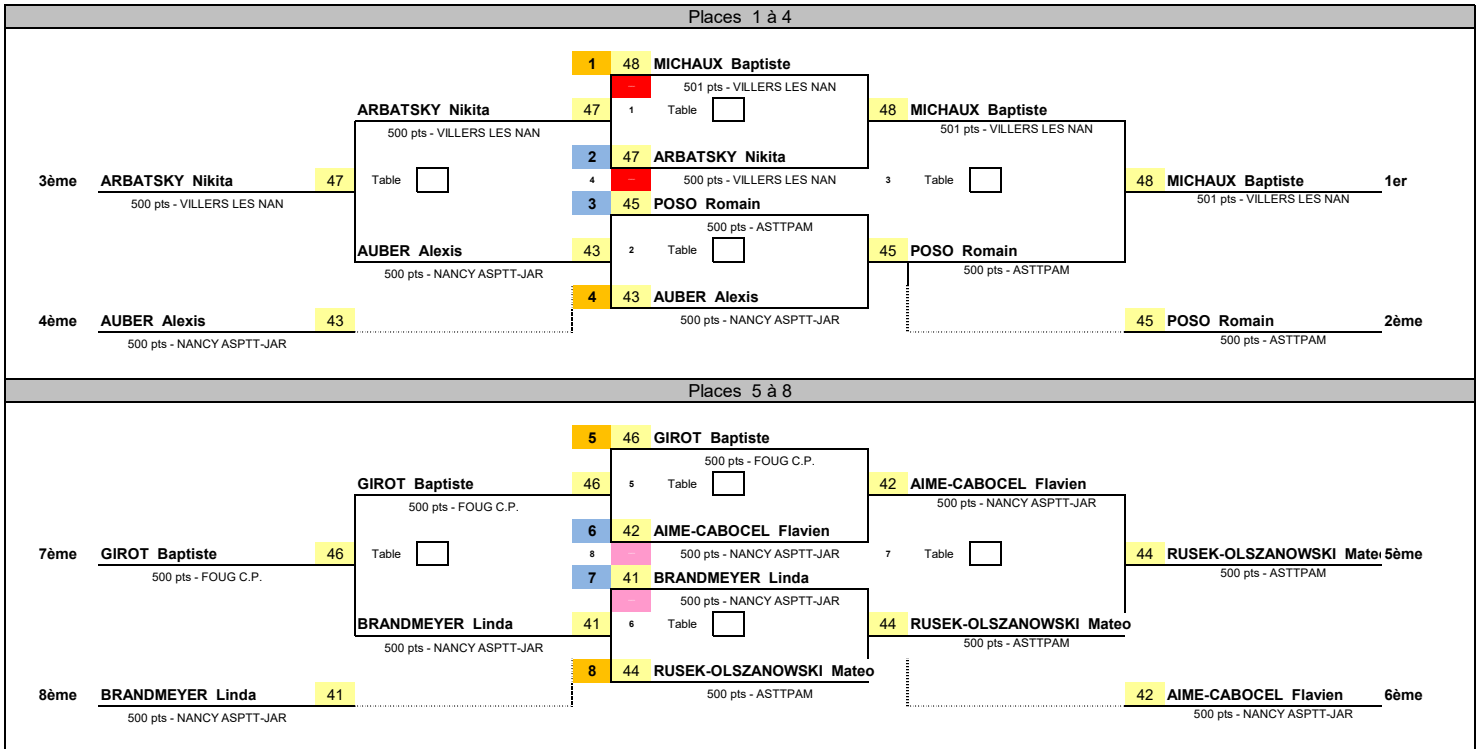 Places 1 à 4
1 48 MICHAUX Baptiste
– 501 pts - VILLERS LES NAN
ARBATSKY Nikita 47 1 Table 48 MICHAUX Baptiste
500 pts - VILLERS LES NAN 501 pts - VILLERS LES NAN
2 47 ARBATSKY Nikita
3ème ARBATSKY Nikita 47 Table 4 – 500 pts - VILLERS LES NAN 3 Table 48 MICHAUX Baptiste 1er
500 pts - VILLERS LES NAN 3 45 POSO Romain 501 pts - VILLERS LES NAN
500 pts - ASTTPAM
AUBER Alexis 43 2 Table 45 POSO Romain
500 pts - NANCY ASPTT-JAR 500 pts - ASTTPAM
4 43 AUBER Alexis
4ème AUBER Alexis 43 500 pts - NANCY ASPTT-JAR 45 POSO Romain 2ème
500 pts - NANCY ASPTT-JAR 500 pts - ASTTPAM
Places 5 à 8
5 46 GIROT Baptiste
500 pts - FOUG C.P.
GIROT Baptiste 46 5 Table 42 AIME-CABOCEL Flavien
500 pts - FOUG C.P. 500 pts - NANCY ASPTT-JAR
6 42 AIME-CABOCEL Flavien
7ème GIROT Baptiste 46 Table 8 – 500 pts - NANCY ASPTT-JAR 7 Table 44 RUSEK-OLSZANOWSKI Mateo 5ème
500 pts - FOUG C.P. 7 41 BRANDMEYER Linda 500 pts - ASTTPAM
– 500 pts - NANCY ASPTT-JAR
BRANDMEYER Linda 41 6 Table 44 RUSEK-OLSZANOWSKI Mateo
500 pts - NANCY ASPTT-JAR 500 pts - ASTTPAM
8 44 RUSEK-OLSZANOWSKI Mateo
8ème BRANDMEYER Linda 41 500 pts - ASTTPAM 42 AIME-CABOCEL Flavien 6ème
500 pts - NANCY ASPTT-JAR 500 pts - NANCY ASPTT-JAR